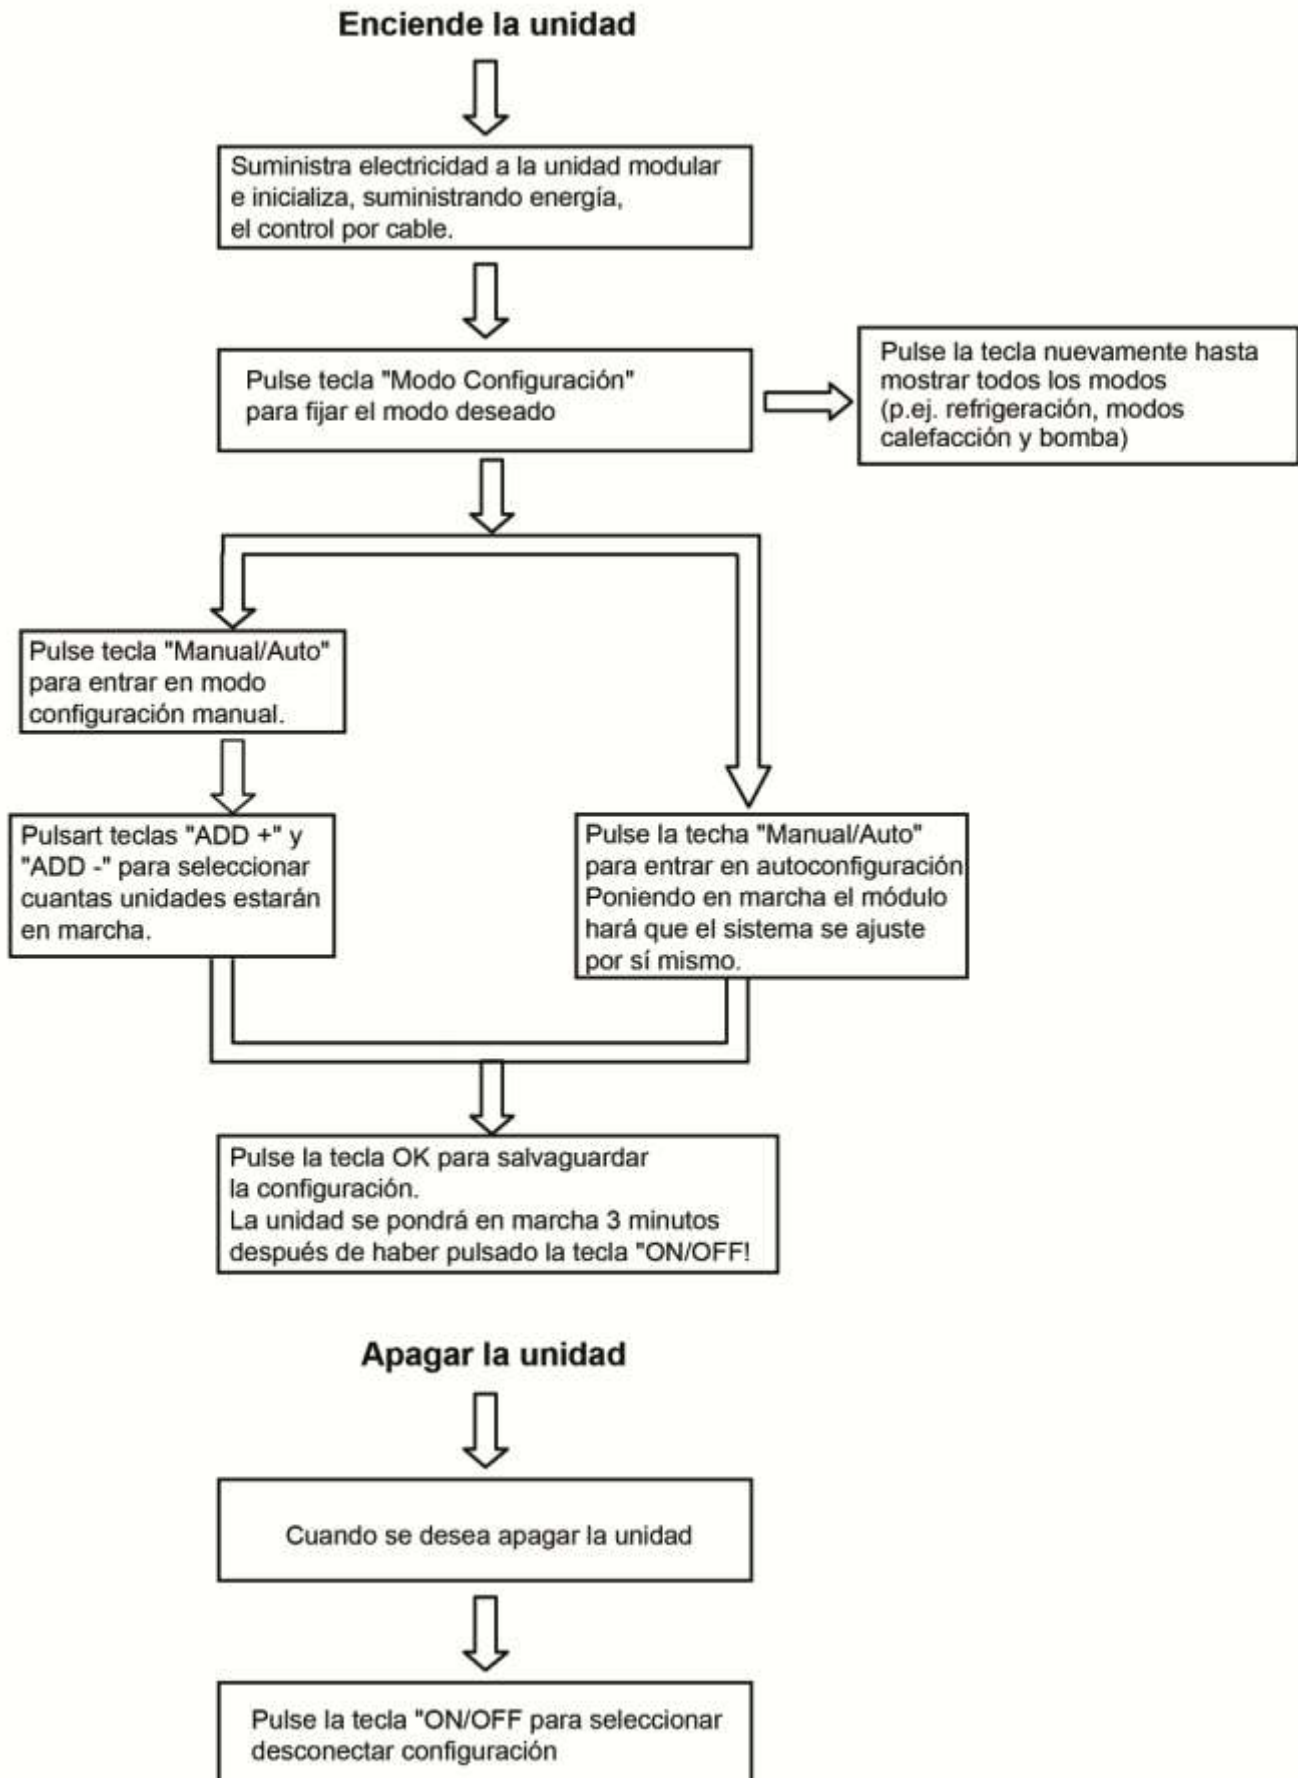 Enciende la unidad
Suministra electricidad a la unidad modular
e inicializa, suministrando energía,
el control por cable.
Pulse tecla "Modo Configuración"
para fijar el modo deseado
Pulse la tecla nuevamente hasta
mostrar todos los modos
(p.ej. refrigeración, modos
calefacción y bomba)
Pulse tecla "Manual/Auto"
para entrar en modo
configuración manual.
Pulsart teclas "ADD +" y
"ADD -" para seleccionar
cuantas unidades estarán
en marcha.
Pulse la techa "Manual/Auto"
para entrar en autoconfiguración
Poniendo en marcha el módulo
hará que el sistema se ajuste
por sí mismo.
Pulse la tecla OK para salvaguardar
la configuración.
La unidad se pondrá en marcha 3 minutos
después de haber pulsado la tecla "ON/OFF!
Apagar la unidad
Cuando se desea apagar la unidad
Pulse la tecla "ON/OFF para seleccionar
desconectar configuración